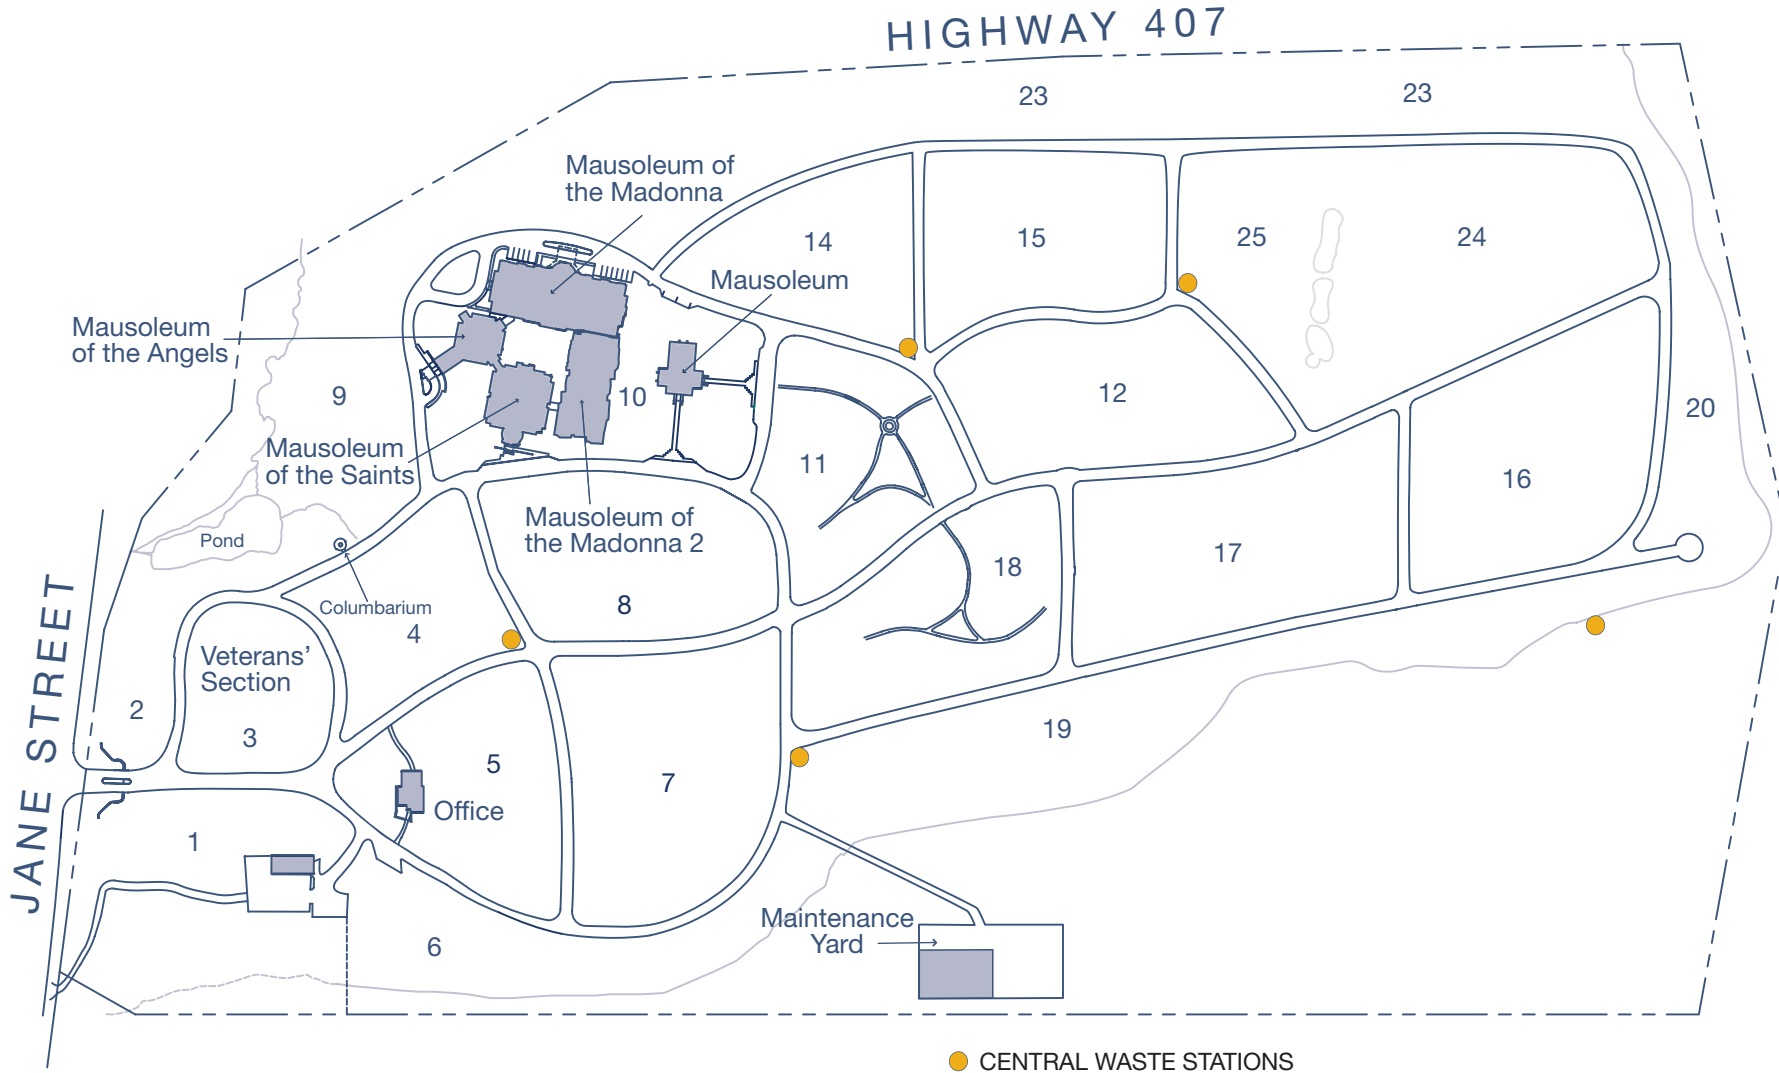 HIGHWAY 407
23
23
Mausoleum of
the Madonna
14
15
25
24
Mausoleum
Mausoleum
of the Angels
9
10
12
20
Mausoleum
of the Saints
11
16
Mausoleum of
the Madonna 2
Pond
18
17
Columbarium
8
4
JANE STREET
Veterans'
Section
2
3
19
5
7
Office
1
Maintenance
Yard
6
CENTRAL WASTE STATIONS